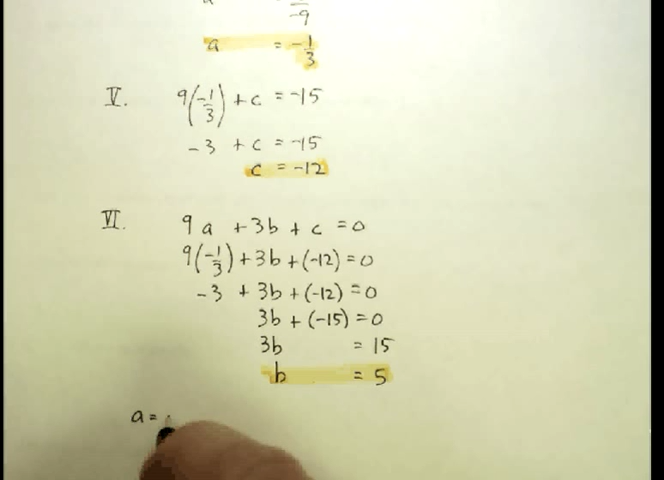 -9
a = -1/3
V. 9(-1/3) + c = -15
-3 + c = -15
c = -12
VI. 9a + 3b + c = 0
9(-1/3) + 3b + (-12) = 0
-3 + 3b + (-12) = 0
3b + (-15) = 0
3b = 15
b = 5
a =